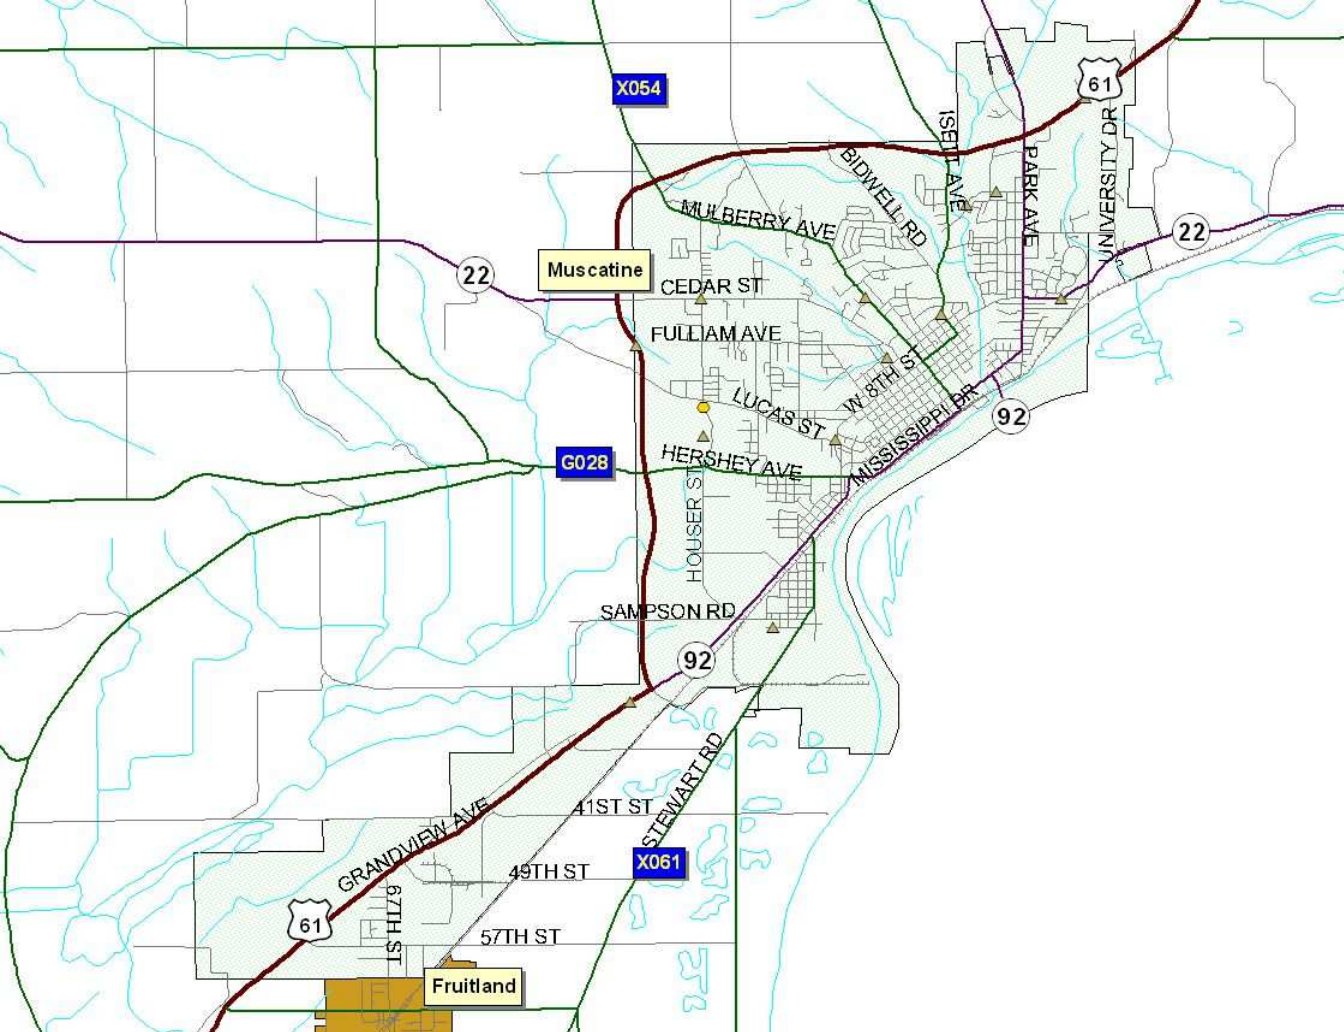 X054
61
ISETT AVE
BIDWELL RD
PARK AVE
UNIVERSITY DR
MULBERRY AVE
22
22
Muscatine
CEDAR ST
FULLIAM AVE
W 8TH ST
LUCAS ST
MISSISSIPPI DR
92
HERSHEY AVE
G028
HOUSER ST
SAMPSON RD
92
STEWART RD
41ST ST
GRANDVIEW AVE
X061
49TH ST
67TH ST
61
57TH ST
Fruitland